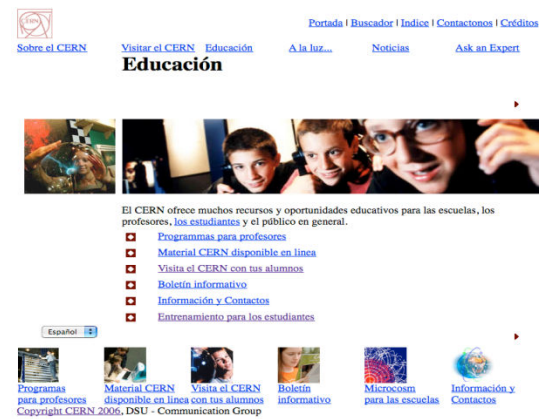 CERN
Portada | Buscador | Indice | Contactonos | Créditos
Sobre el CERN Visitar el CERN Educación A la luz... Noticias Ask an Expert
Educación
El CERN ofrece muchos recursos y oportunidades educativos para las escuelas, los
profesores, los estudiantes y el público en general.
Programmas para profesores
Material CERN disponible en linea
Visita el CERN con tus alumnos
Boletín informativo
Información y Contactos
Entrenamiento para los estudiantes
Español
Programas
para profesores
Material CERN
disponible en linea
Visita el CERN
con tus alumnos
Boletín
informativo
Microcosm
para las escuelas
Información y
Contactos
Copyright CERN 2006, DSU - Communication Group